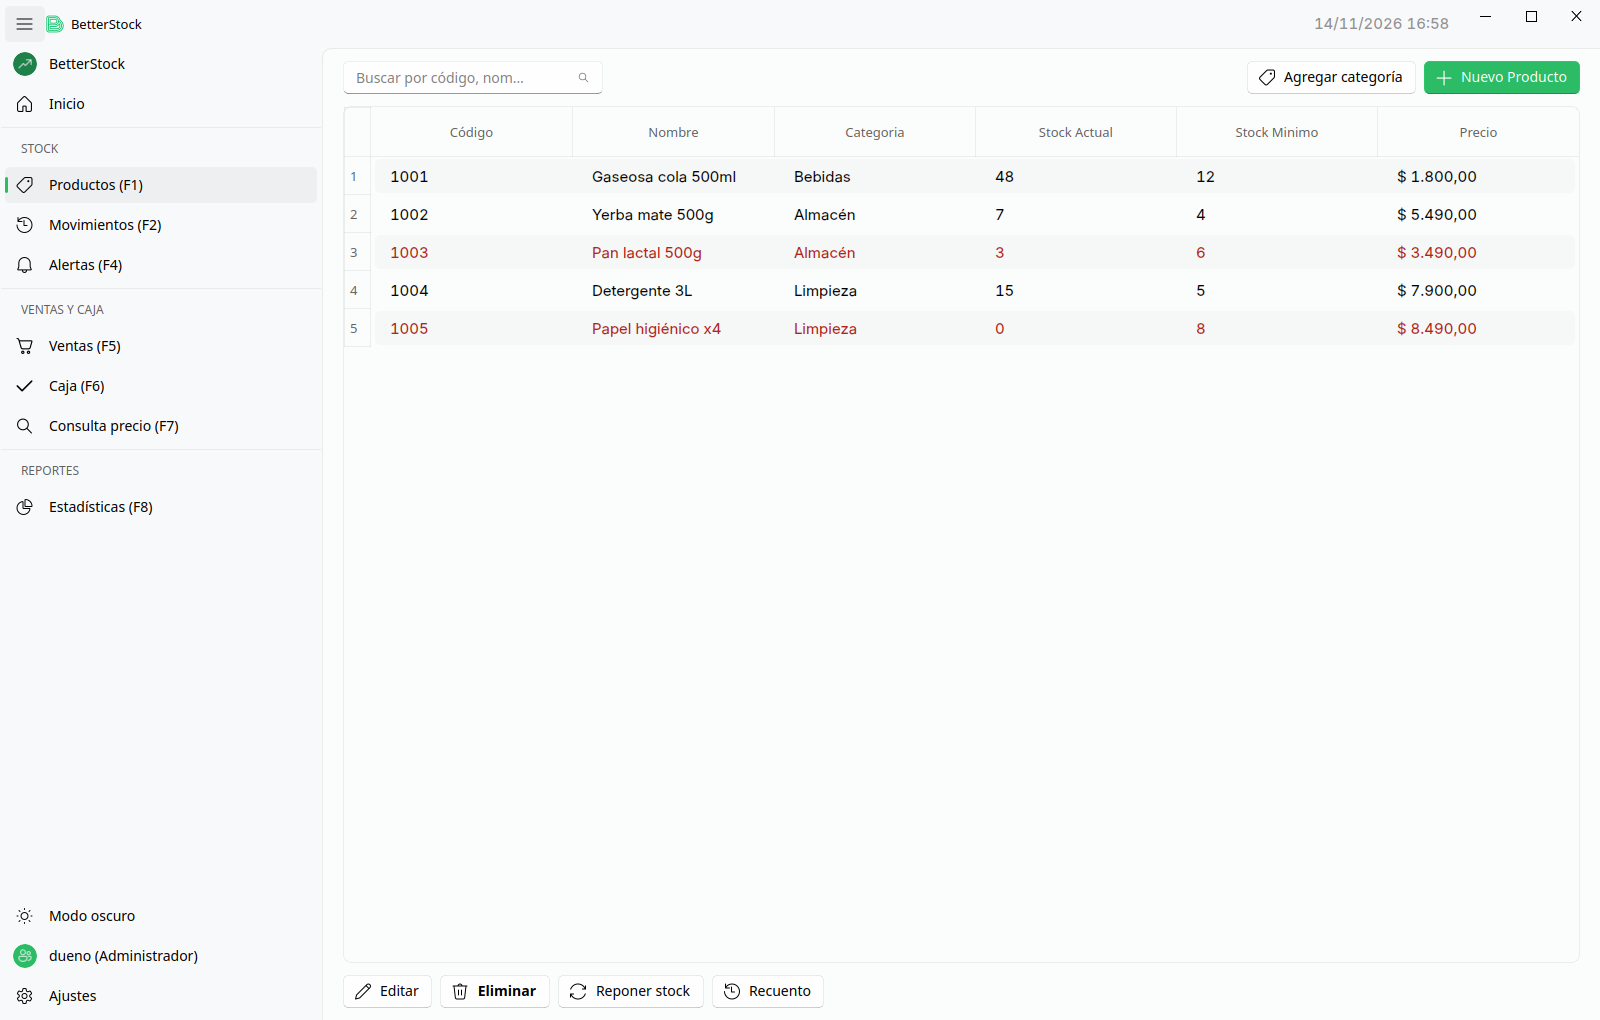 BetterStock
14/11/2026 16:58
BetterStock
Inicio
STOCK
Productos (F1)
Movimientos (F2)
Alertas (F4)
VENTAS Y CAJA
Ventas (F5)
Caja (F6)
Consulta precio (F7)
REPORTES
Estadísticas (F8)
Modo oscuro
dueno (Administrador)
Ajustes
Buscar por código, nom...
Agregar categoría
Nuevo Producto
Código Nombre Categoria Stock Actual Stock Minimo Precio
1 1001 Gaseosa cola 500ml Bebidas 48 12 $ 1.800,00
2 1002 Yerba mate 500g Almacén 7 4 $ 5.490,00
3 1003 Pan lactal 500g Almacén 3 6 $ 3.490,00
4 1004 Detergente 3L Limpieza 15 5 $ 7.900,00
5 1005 Papel higiénico x4 Limpieza 0 8 $ 8.490,00
Editar Eliminar Reponer stock Recuento